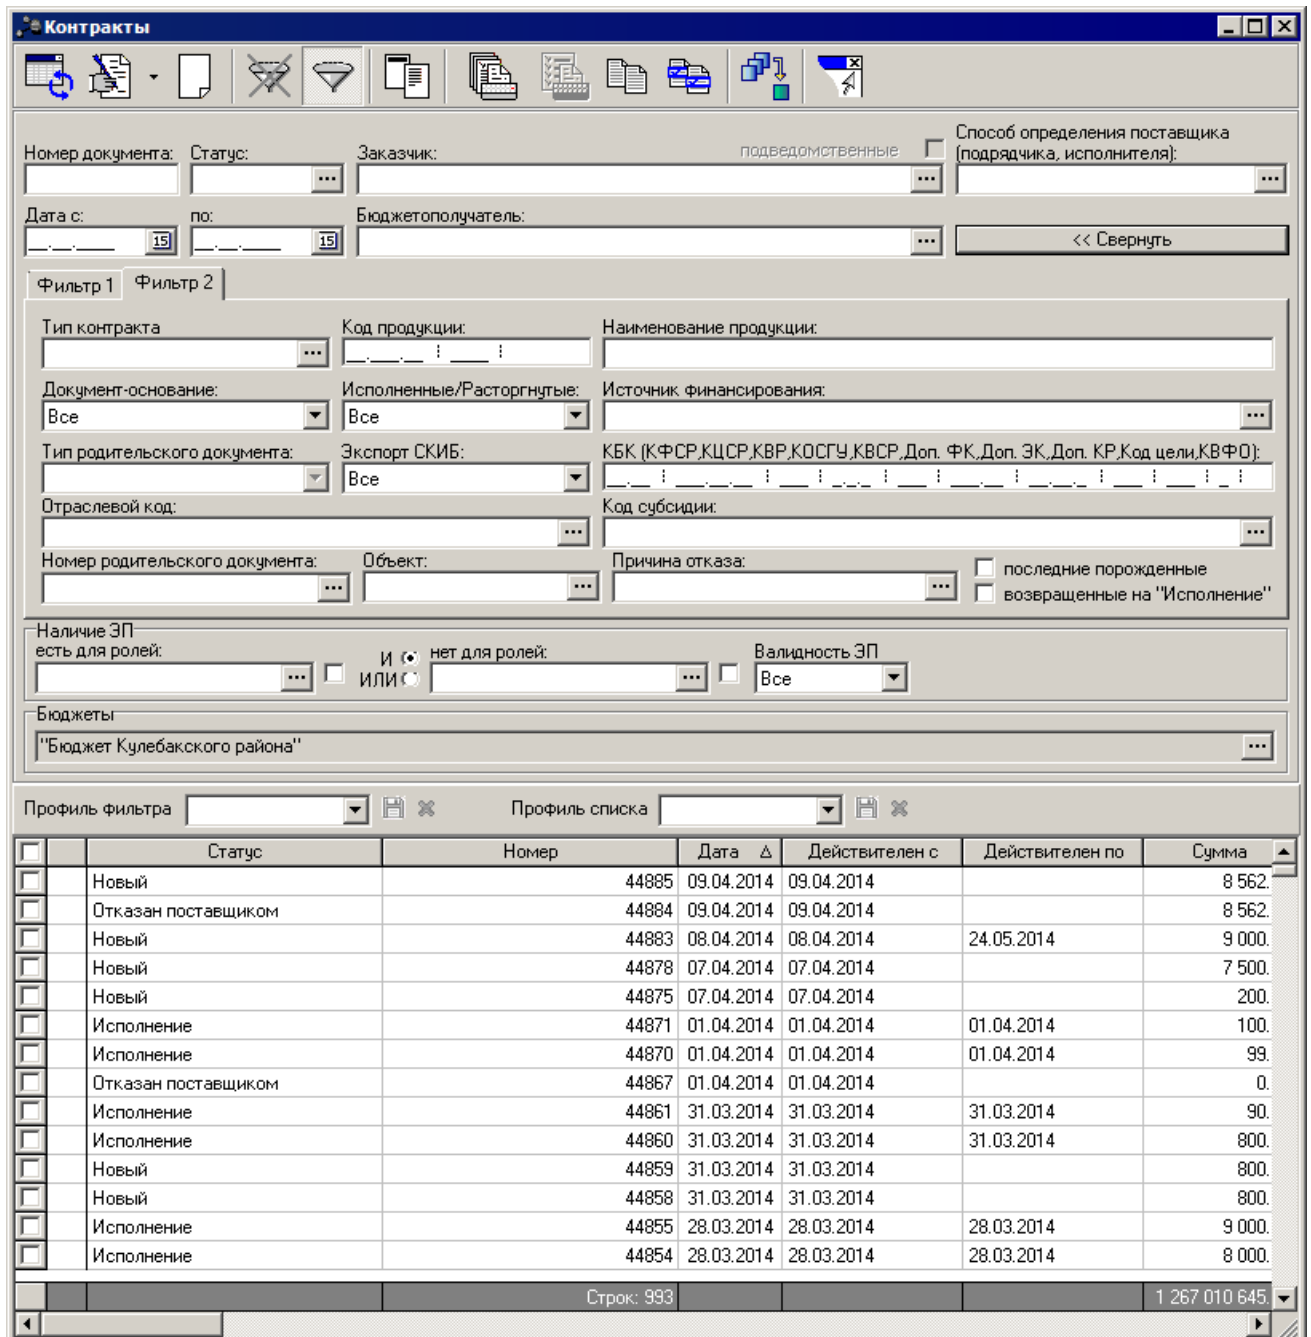 Контракты
Способ определения поставщика
Номер документа: Статус: Заказчик: подведомственные (подрядчика, исполнителя):
Дата с: по: Бюджетополучатель:
15 15 << Свернуть
Фильтр 1 Фильтр 2
Тип контракта Код продукции: Наименование продукции:
Документ-основание: Исполненные/Расторгнутые: Источник финансирования:
Все Все
Тип родительского документа: Экспорт СКИБ: КБК (КФСР,КЦСР,КВР,КОСГУ,КВСР,Доп. ФК,Доп. ЭК,Доп. КР,Код цели,КВФО):
Все
Отраслевой код: Код субсидии:
Номер родительского документа: Объект: Причина отказа:
последние порожденные
возвращенные на "Исполнение"
Наличие ЭП
есть для ролей: И нет для ролей: Валидность ЭП
ИЛИ Все
Бюджеты
"Бюджет Кулебакского района"
Профиль фильтра Профиль списка
Статус Номер Дата Действителен с Действителен по Сумма
Новый 44885 09.04.2014 09.04.2014 8 562.
Отказан поставщиком 44884 09.04.2014 09.04.2014 8 562.
Новый 44883 08.04.2014 08.04.2014 24.05.2014 9 000.
Новый 44878 07.04.2014 07.04.2014 7 500.
Новый 44875 07.04.2014 07.04.2014 200.
Исполнение 44871 01.04.2014 01.04.2014 01.04.2014 100.
Исполнение 44870 01.04.2014 01.04.2014 01.04.2014 99.
Отказан поставщиком 44867 01.04.2014 01.04.2014 0.
Исполнение 44861 31.03.2014 31.03.2014 31.03.2014 90.
Исполнение 44860 31.03.2014 31.03.2014 31.03.2014 800.
Новый 44859 31.03.2014 31.03.2014 800.
Новый 44858 31.03.2014 31.03.2014 800.
Исполнение 44855 28.03.2014 28.03.2014 28.03.2014 9 000.
Исполнение 44854 28.03.2014 28.03.2014 28.03.2014 8 000.
Строк: 993 1 267 010 645.